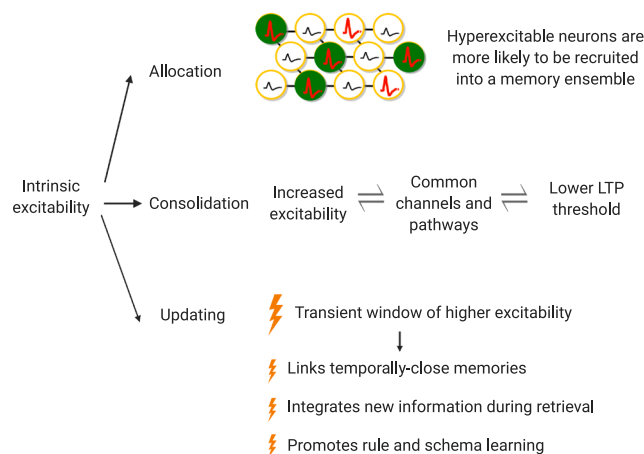 Allocation
Hyperexcitable neurons are
more likely to be recruited
into a memory ensemble
Intrinsic
excitability
Consolidation
Increased
excitability
Common
channels and
pathways
Lower LTP
threshold
Updating
Transient window of higher excitability
Links temporally-close memories
Integrates new information during retrieval
Promotes rule and schema learning